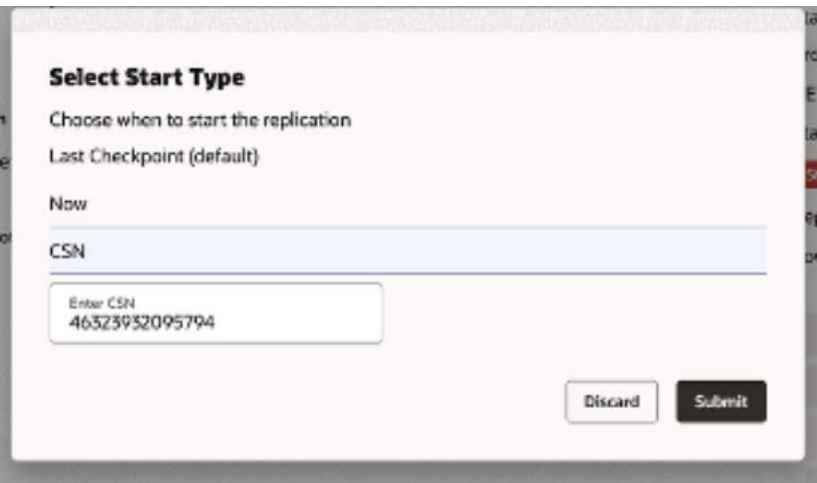 Select Start Type
Choose when to start the replication
Last Checkpoint (default)
Now
CSN
Enter CSN
46323932095794
Discard
Submit